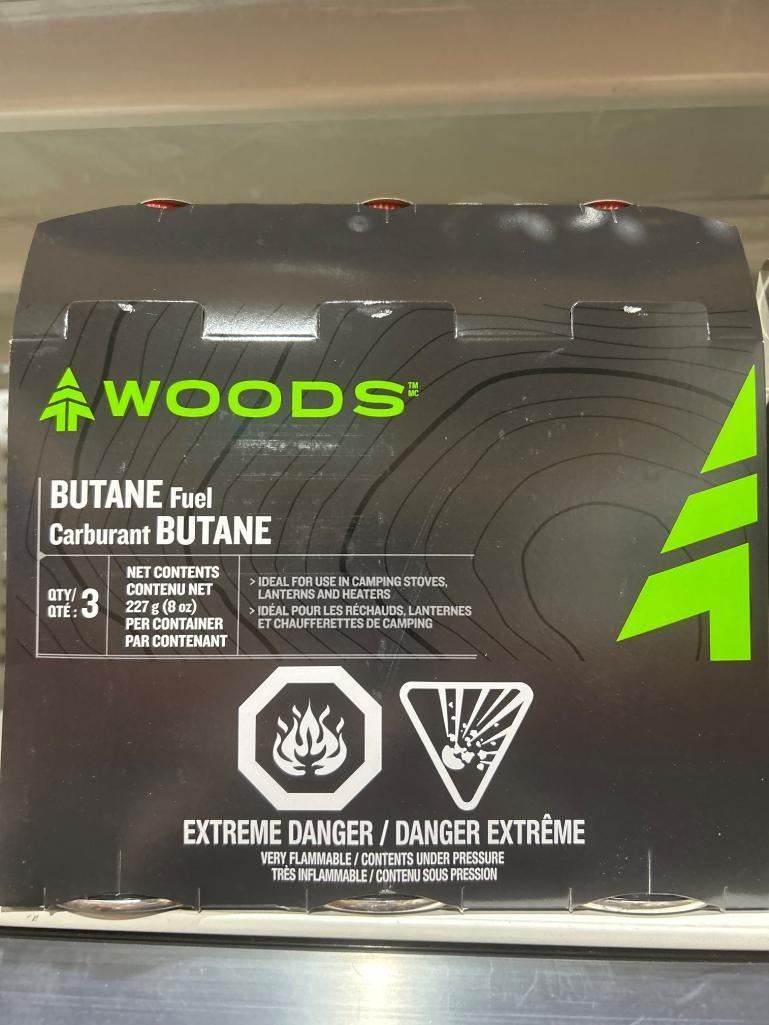 WOODS™ MC
BUTANE Fuel
Carburant BUTANE
QTY/
QTÉ : 3
NET CONTENTS
CONTENU NET
227 g (8 oz)
PER CONTAINER
PAR CONTENANT
> IDEAL FOR USE IN CAMPING STOVES,
LANTERNS AND HEATERS
> IDÉAL POUR LES RÉCHAUDS, LANTERNES
ET CHAUFFERETTES DE CAMPING
EXTREME DANGER / DANGER EXTRÊME
VERY FLAMMABLE / CONTENTS UNDER PRESSURE
TRÈS INFLAMMABLE / CONTENU SOUS PRESSION